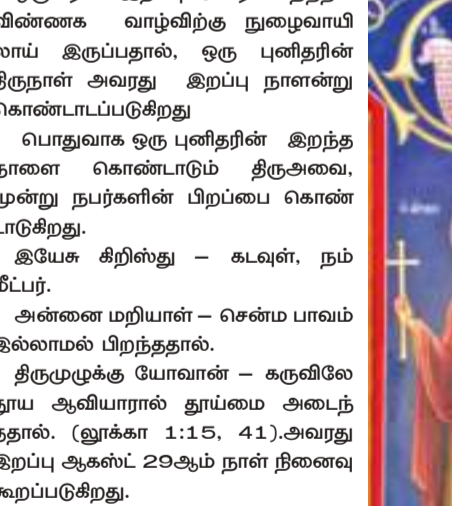 விண்ணக வாழ்விற்கு நுழைவாயி
லாய் இருப்பதால், ஒரு புனிதரின்
திருநாள் அவரது இறப்பு நாளன்று
கொண்டாடப்படுகிறது
பொதுவாக ஒரு புனிதரின் இறந்த
நாளை கொண்டாடும் திருஅவை,
மூன்று நபர்களின் பிறப்பை கொண்
டாடுகிறது.
இயேசு கிறிஸ்து – கடவுள், நம்
மீட்பர்.
அன்னை மறியாள் – சென்ம பாவம்
இல்லாமல் பிறந்ததால்.
திருமுழுக்கு யோவான் – கருவிலே
தூய ஆவியாரால் தூய்மை அடைந்
ததால். (லூக்கா 1:15, 41).அவரது
இறப்பு ஆகஸ்ட் 29ஆம் நாள் நினைவு
கூறப்படுகிறது.